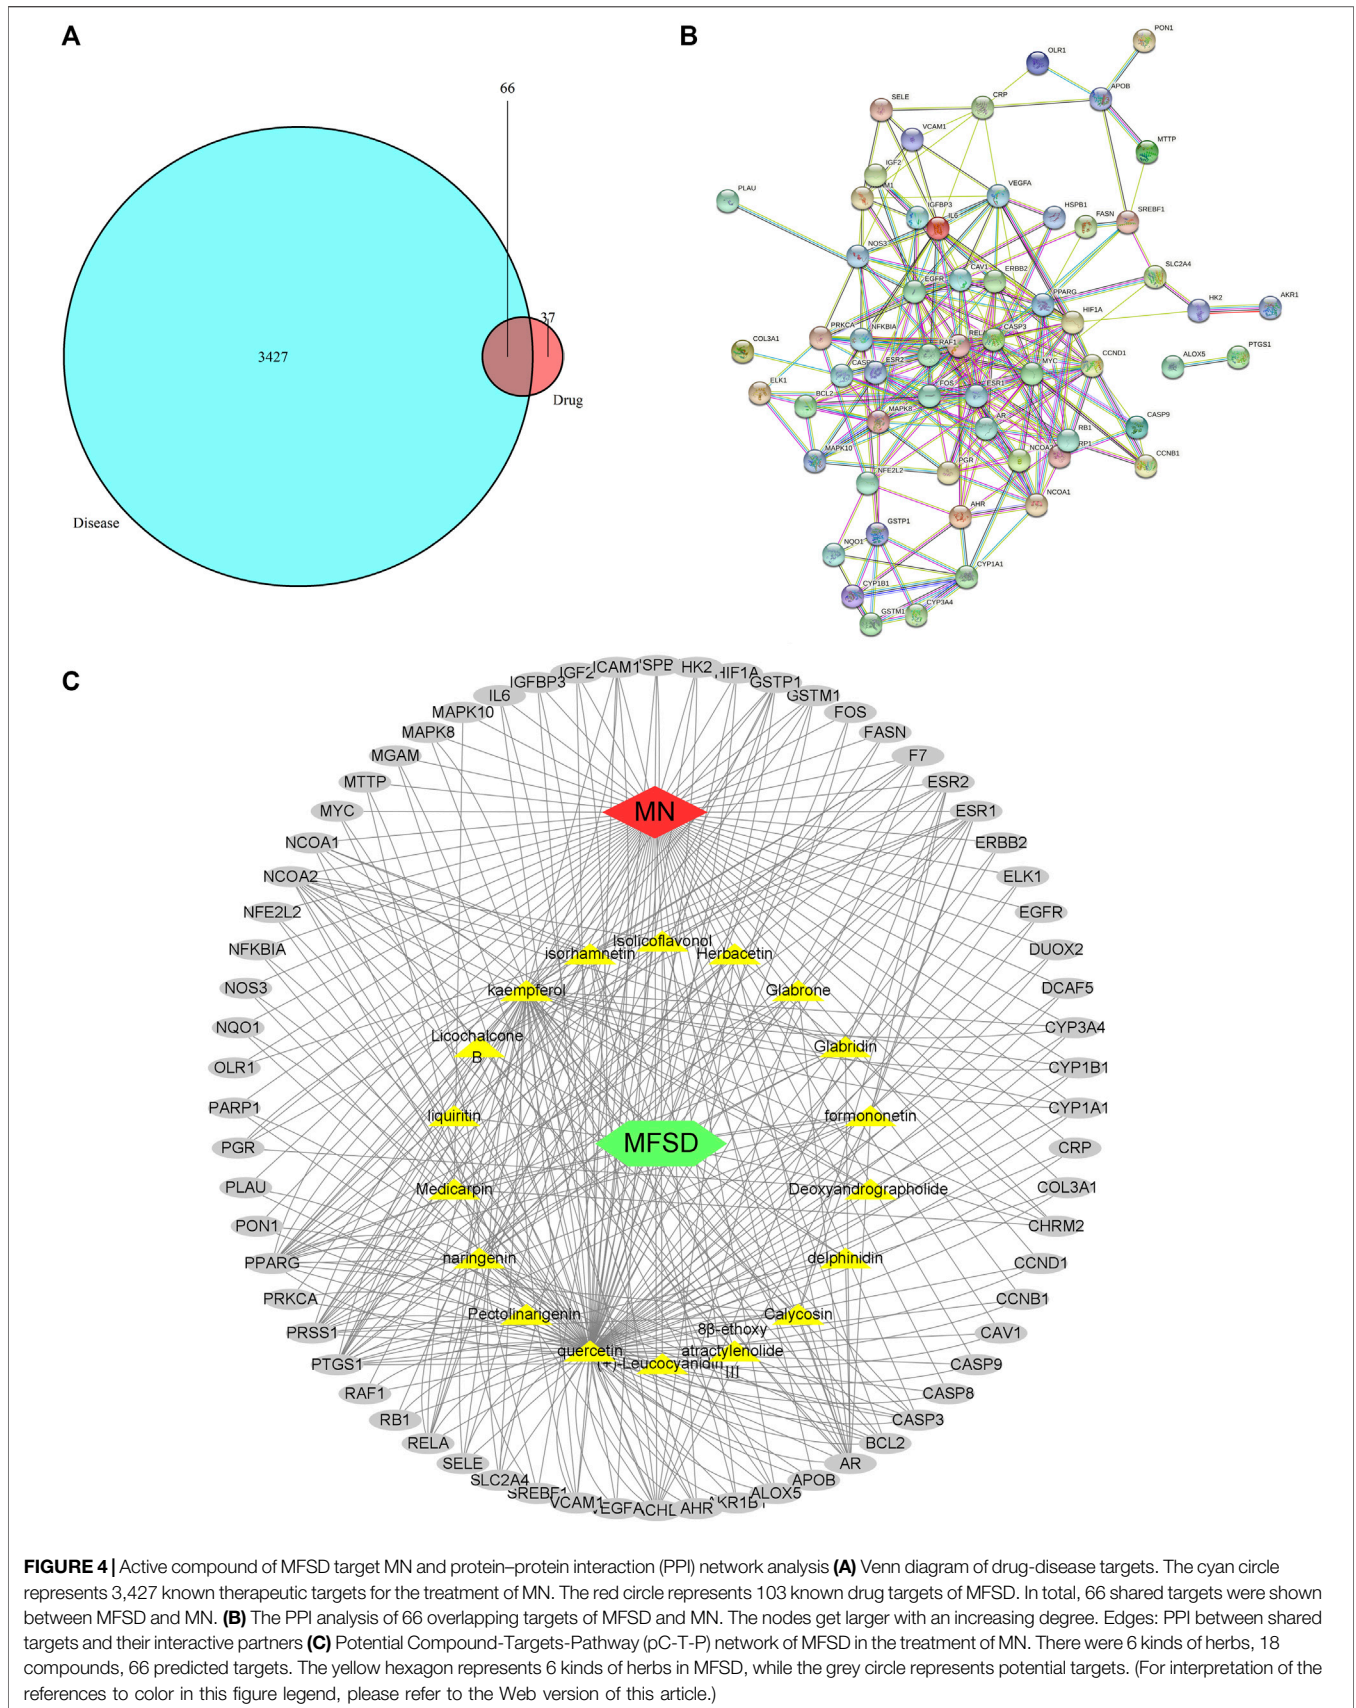 A
66
37
3427
Drug
Disease
B
PON1
OLR1
APOB
CRP
SELE
VCAM1
MTTP
IGF2
PLAU
VEGFA
IGFBP3
HSPB1
FASN
SREBF1
IL6
NOS3
SLC2A4
CAV1
ERBB2
EGFR
PPARG
HK2
AKR1
HIF1A
PRKCA
NFKBIA
RELA
CASP3
RAF1
COL3A1
ALOX5
PTGS1
CCND1
ESR2
MYC
ELK1
BCL2
FOS
ESR1
MAPK8
AR
CASP9
RB1
MAPK10
NCOA2
RP1
PGR
CCNB1
NFE2L2
NCOA1
AHR
GSTP1
NQO1
CYP1A1
CYP1B1
GSTM1
CYP3A4
C
ICAM1
HK2
HIF1A
IGF2
GSTP1
IGFBP3
GSTM1
IL6
FOS
MAPK10
FASN
MAPK8
F7
MGAM
ESR2
MTTP
ESR1
MYC
MN
ERBB2
NCOA1
ELK1
NCOA2
EGFR
NFE2L2
DUOX2
NFKBIA
isorhamnetin
Isolicoflavonol
Herbacetin
DCAF5
NOS3
kaempferol
Glabrone
CYP3A4
NQO1
Licochalcone
B
Glabridin
CYP1B1
OLR1
CYP1A1
PARP1
liquiritin
MFSD
formononetin
CRP
PGR
COL3A1
PLAU
Medicarpin
Deoxyandrographolide
CHRM2
PON1
naringenin
delphinidin
CCND1
PPARG
CCNB1
PRKCA
Pectolinarigenin
Calycosin
CAV1
PRSS1
8β-ethoxy
quercetin
(+)-Leucocyanidin
atractylenolide
III
CASP9
PTGS1
CASP8
RAF1
CASP3
RB1
BCL2
RELA
AR
SELE
APOB
SLC2A4
ALOX5
SREBF1
VCAM1
AHR
FIGURE 4 | Active compound of MFSD target MN and protein–protein interaction (PPI) network analysis (A) Venn diagram of drug-disease targets. The cyan circle
represents 3,427 known therapeutic targets for the treatment of MN. The red circle represents 103 known drug targets of MFSD. In total, 66 shared targets were shown
between MFSD and MN. (B) The PPI analysis of 66 overlapping targets of MFSD and MN. The nodes get larger with an increasing degree. Edges: PPI between shared
targets and their interactive partners (C) Potential Compound-Targets-Pathway (pC-T-P) network of MFSD in the treatment of MN. There were 6 kinds of herbs, 18
compounds, 66 predicted targets. The yellow hexagon represents 6 kinds of herbs in MFSD, while the grey circle represents potential targets. (For interpretation of the
references to color in this figure legend, please refer to the Web version of this article.)